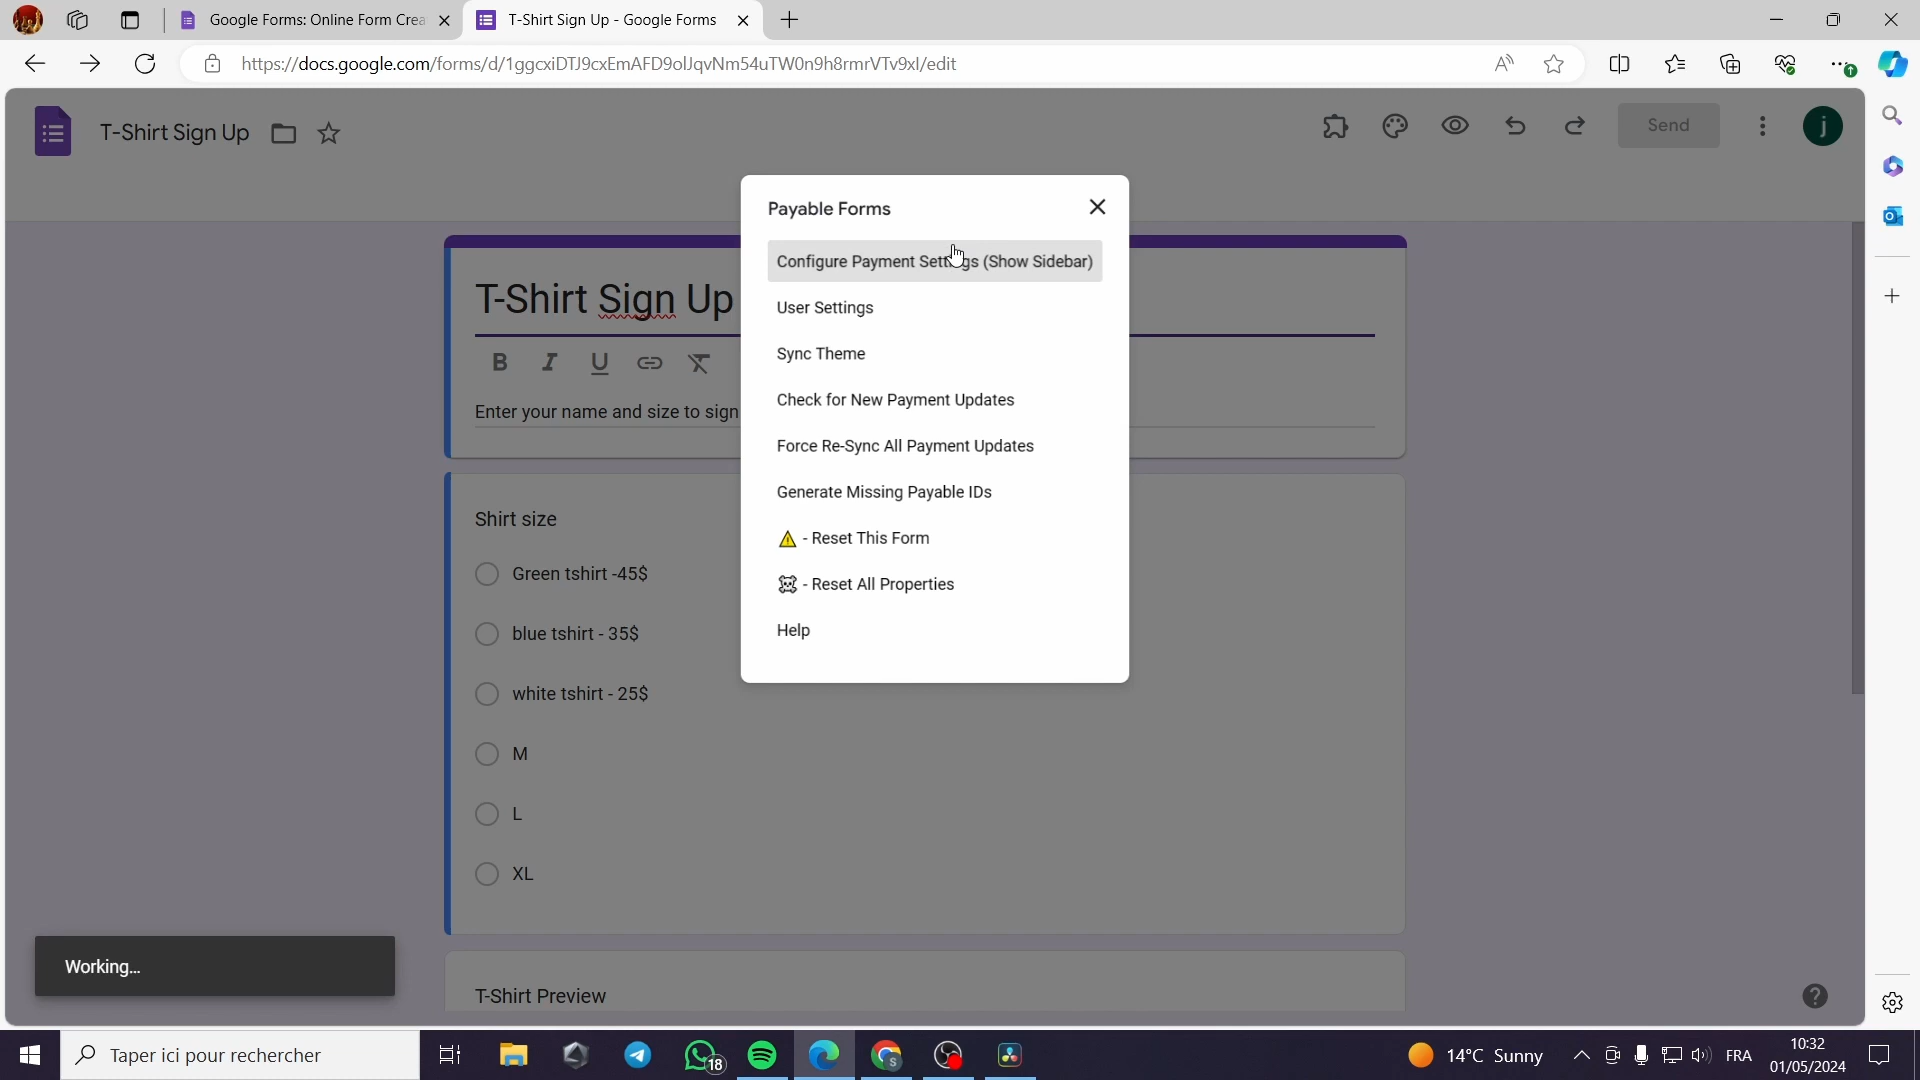 Google Forms: Online Form Crea
T-Shirt Sign Up - Google Forms
https://docs.google.com/forms/d/1ggcxiDTJ9cxEmAFD9olJqvNm54uTW0n9h8rmrVTv9xI/edit
T-Shirt Sign Up
Send
j
Payable Forms
Configure Payment Settings (Show Sidebar)
User Settings
Sync Theme
Check for New Payment Updates
Force Re-Sync All Payment Updates
Generate Missing Payable IDs
- Reset This Form
- Reset All Properties
Help
T-Shirt Sign Up
B I U
Enter your name and size to sign
Shirt size
Green tshirt -45$
blue tshirt - 35$
white tshirt - 25$
M
L
XL
T-Shirt Preview
Working...
Taper ici pour rechercher
18
S
14°C Sunny
FRA
10:32
01/05/2024